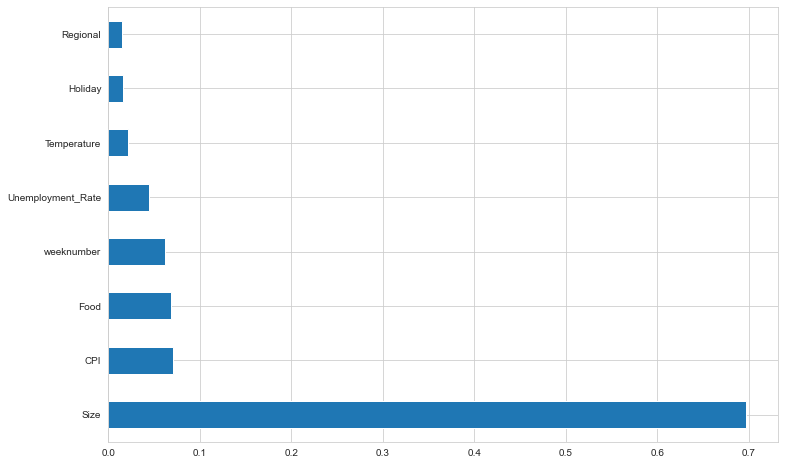 Regional
Holiday
Temperature
Unemployment_Rate
weeknumber
Food
CPI
Size
0.0 0.1 0.2 0.3 0.4 0.5 0.6 0.7